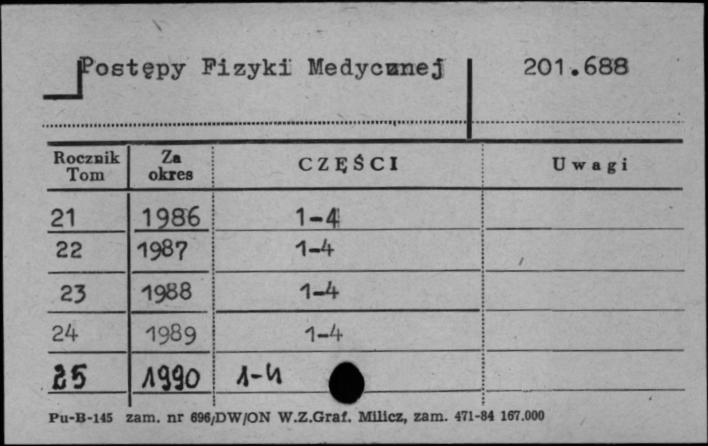 Postępy Fizyki Medycznej 201.688
Rocznik Tom Za okres CZĘŚCI Uwagi
21 1986 1-4
22 1987 1-4
23 1988 1-4
24 1989 1-4
25 1990 1-4
Pu-B-145 zam. nr 696/DW/ON W.Z.Graf. Milicz, zam. 471-84 167.000